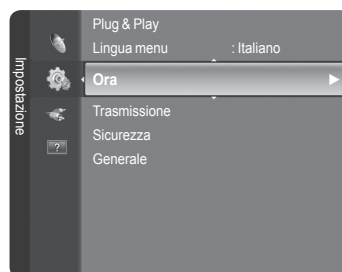 Impostazione
Plug & Play
Lingua menu : Italiano
Ora
Trasmissione
Sicurezza
Generale
?